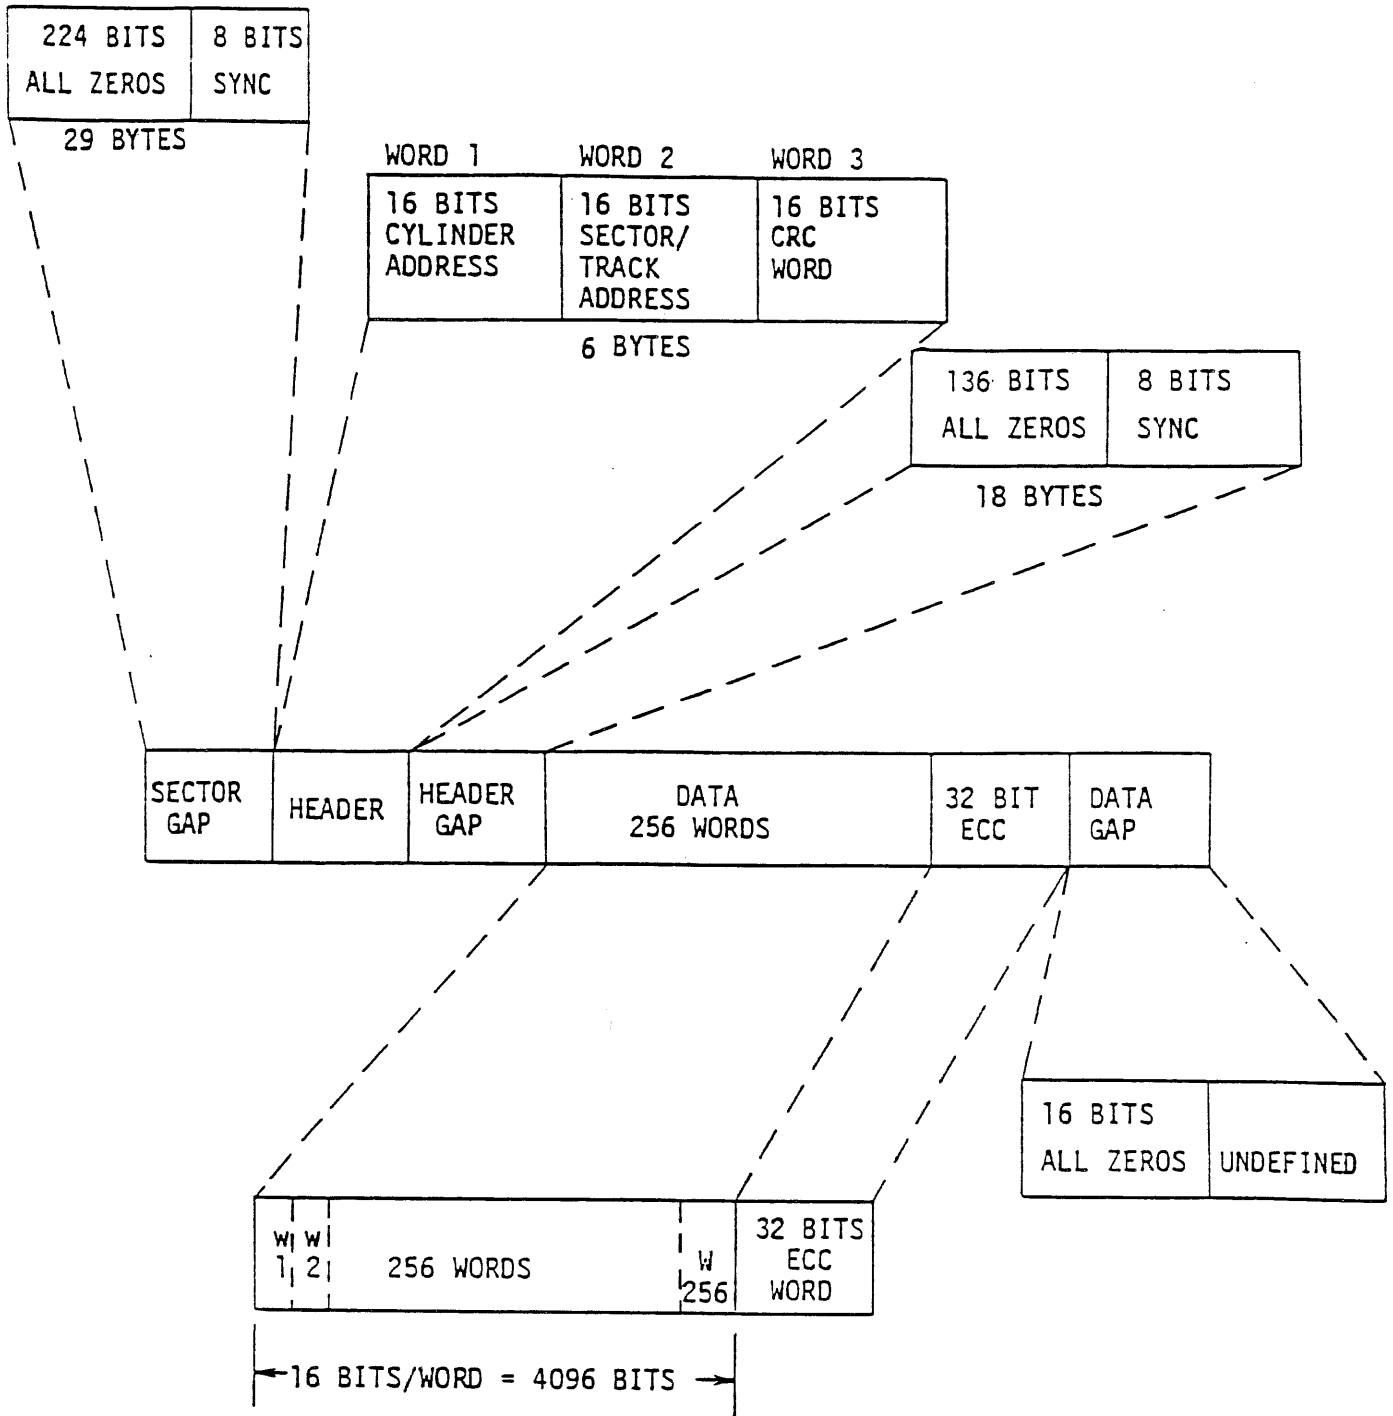 224 BITS
ALL ZEROS
8 BITS
SYNC
29 BYTES
WORD 1
WORD 2
WORD 3
16 BITS
CYLINDER
ADDRESS
16 BITS
SECTOR/
TRACK
ADDRESS
16 BITS
CRC
WORD
6 BYTES
136 BITS
ALL ZEROS
8 BITS
SYNC
18 BYTES
SECTOR
GAP
HEADER
HEADER
GAP
DATA
256 WORDS
32 BIT
ECC
DATA
GAP
16 BITS
ALL ZEROS
UNDEFINED
W
1
W
2
256 WORDS
W
256
32 BITS
ECC
WORD
16 BITS/WORD = 4096 BITS